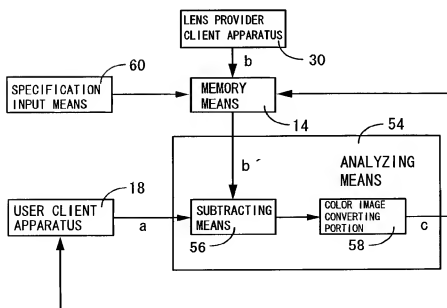 LENS PROVIDER
CLIENT APPARATUS
30
60
b
SPECIFICATION
INPUT MEANS
MEMORY
MEANS
14
54
ANALYZING
MEANS
b´
18
USER CLIENT
APPARATUS
a
SUBTRACTING
MEANS
56
COLOR IMAGE
CONVERTING
PORTION
58
c